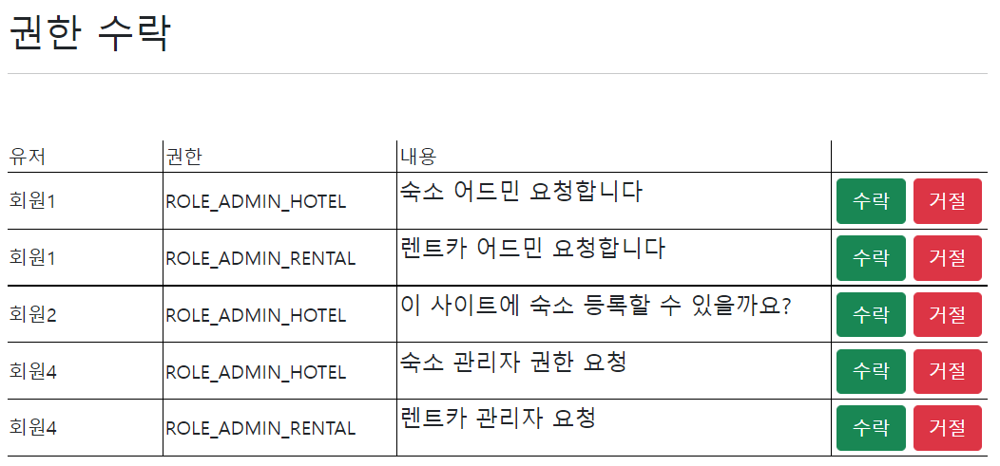 권한 수락
유저 권한 내용
회원1 ROLE_ADMIN_HOTEL 숙소 어드민 요청합니다 수락 거절
회원1 ROLE_ADMIN_RENTAL 렌트카 어드민 요청합니다 수락 거절
회원2 ROLE_ADMIN_HOTEL 이 사이트에 숙소 등록할 수 있을까요? 수락 거절
회원4 ROLE_ADMIN_HOTEL 숙소 관리자 권한 요청 수락 거절
회원4 ROLE_ADMIN_RENTAL 렌트카 관리자 요청 수락 거절